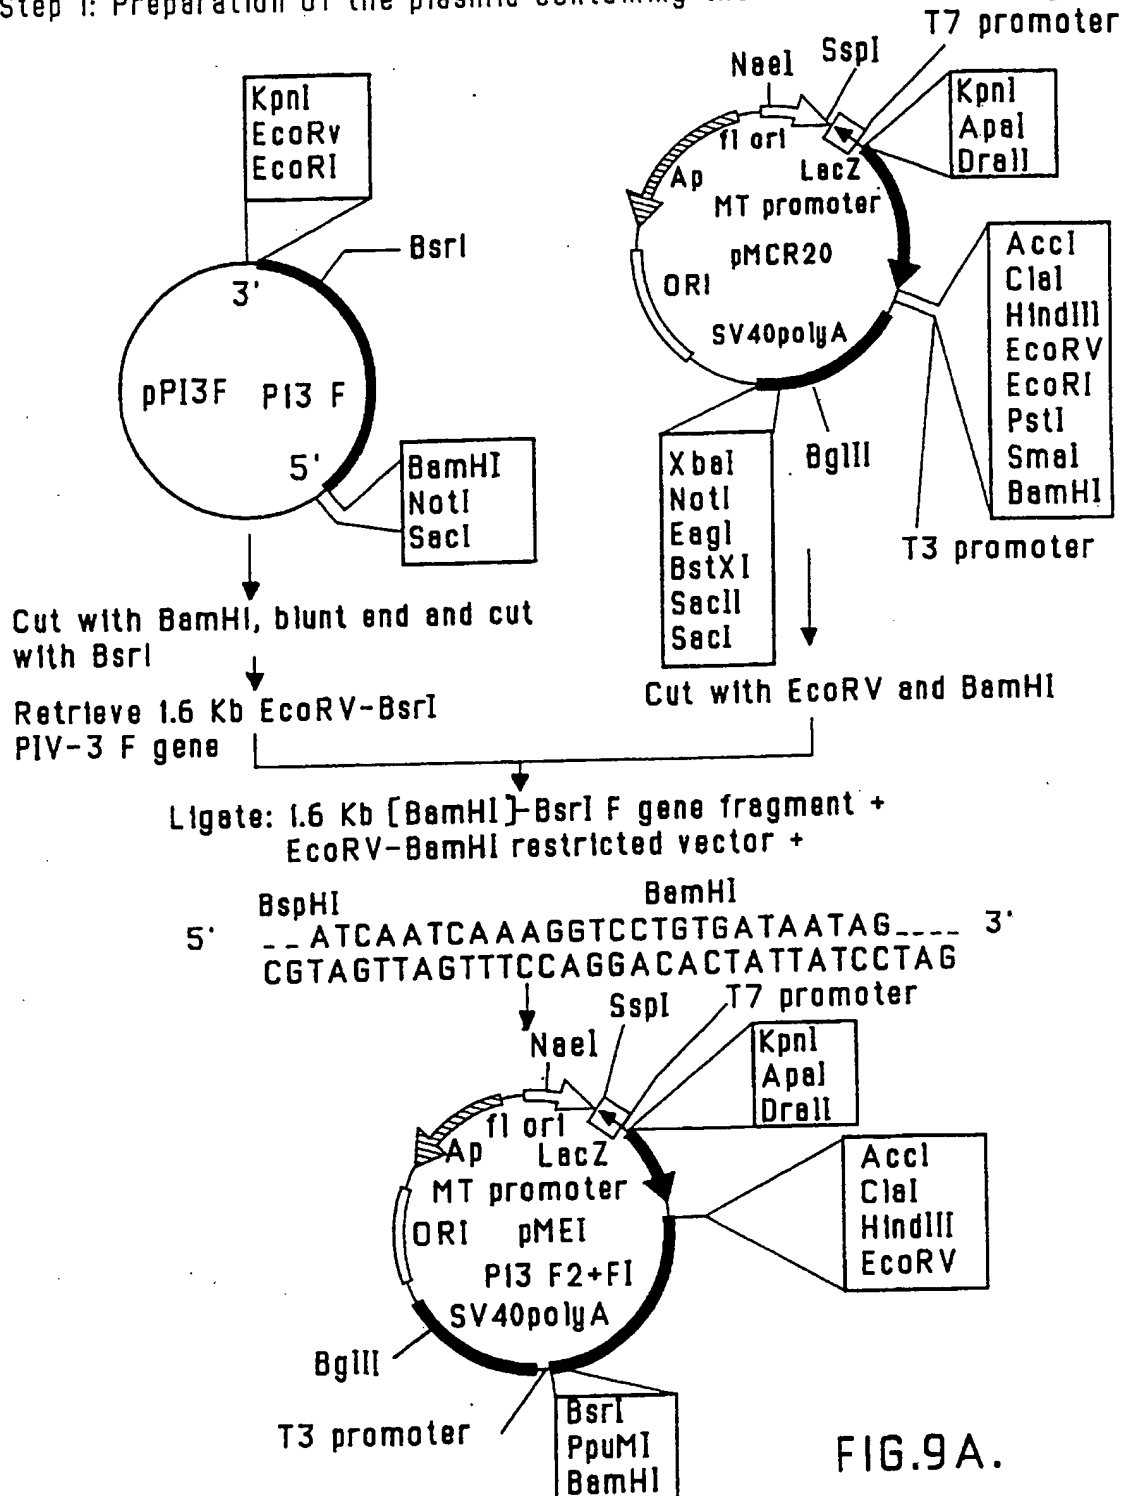 Step 1: Preparation of the plasmid containing the
KpnI
EcoRv
EcoRI
BsrI
3'
pPI3F PI3 F
5'
BamHI
NotI
SacI
Cut with BamHI, blunt end and cut
with BsrI
Retrieve 1.6 Kb EcoRV-BsrI
PIV-3 F gene
T7 promoter
SspI
NaeI
KpnI
ApaI
DraII
f1 ori
LacZ
Ap
MT promoter
pMCR20
ORI
SV40polyA
AccI
ClaI
HindIII
EcoRV
EcoRI
PstI
SmaI
BamHI
BglII
XbaI
NotI
EagI
BstXI
SacII
SacI
T3 promoter
Cut with EcoRV and BamHI
Ligate: 1.6 Kb [BamHI]-BsrI F gene fragment +
EcoRV-BamHI restricted vector +
BspHI BamHI
5' _ _ ATCAATCAAAGGTCCTGTGATAATAG_ _ _ _ 3'
CGTAGTTAGTTTCCAGGACACTATTATCCTAG
SspI
T7 promoter
NaeI
KpnI
ApaI
DraII
f1 ori
Ap
LacZ
MT promoter
ORI
pMEI
PI3 F2+FI
SV40polyA
AccI
ClaI
HindIII
EcoRV
BglII
T3 promoter
BsrI
PpuMI
BamHI
FIG.9A.